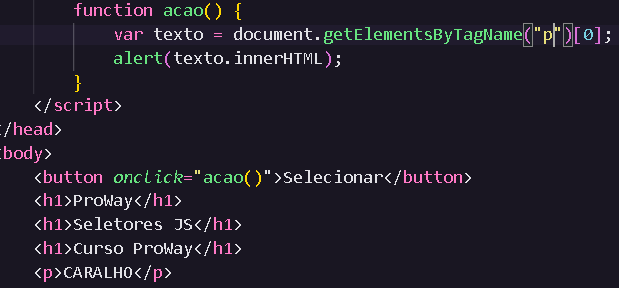 function acao() {
var texto = document.getElementsByTagName("p")[0];
alert(texto.innerHTML);
}
</script>
</head>
<body>
<button onclick="acao()">Selecionar</button>
<h1>ProWay</h1>
<h1>Seletores JS</h1>
<h1>Curso ProWay</h1>
<p>CARALHO</p>